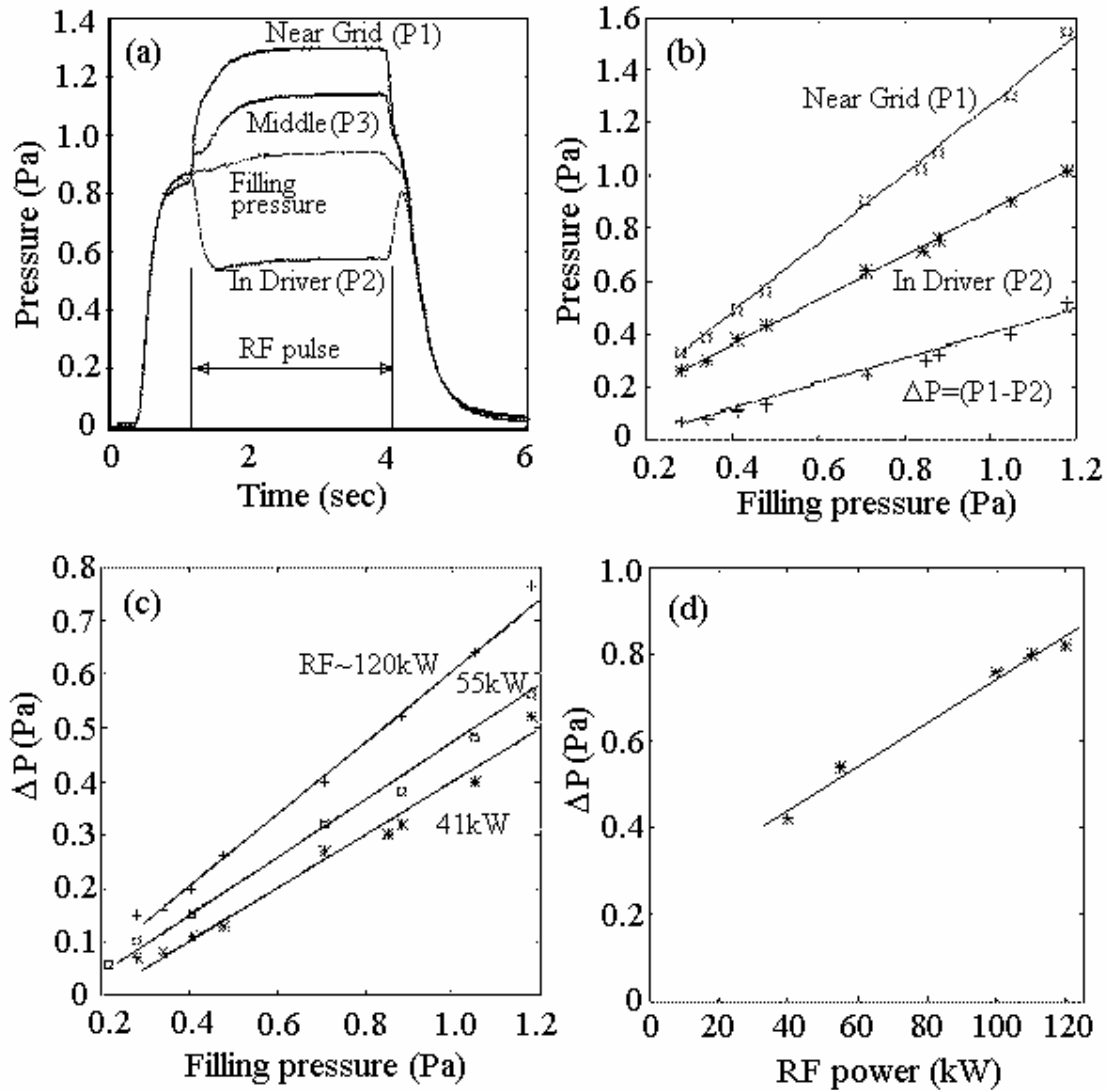 (a)
Near Grid (P1)
Middle (P3)
Filling
pressure
In Driver (P2)
RF pulse
Pressure (Pa)
1.4
1.2
1.0
0.8
0.6
0.4
0.2
0
0 2 4 6
Time (sec)
(b)
Near Grid (P1)
In Driver (P2)
ΔP=(P1-P2)
Pressure (Pa)
1.6
1.4
1.2
1.0
0.8
0.6
0.4
0.2
0
0.2 0.4 0.6 0.8 1.0 1.2
Filling pressure (Pa)
(c)
RF~120kW
55kW
41kW
ΔP (Pa)
0.8
0.7
0.6
0.5
0.4
0.3
0.2
0.1
0
0.2 0.4 0.6 0.8 1.0 1.2
Filling pressure (Pa)
(d)
ΔP (Pa)
1.0
0.8
0.6
0.4
0.2
0
0 20 40 60 80 100 120
RF power (kW)